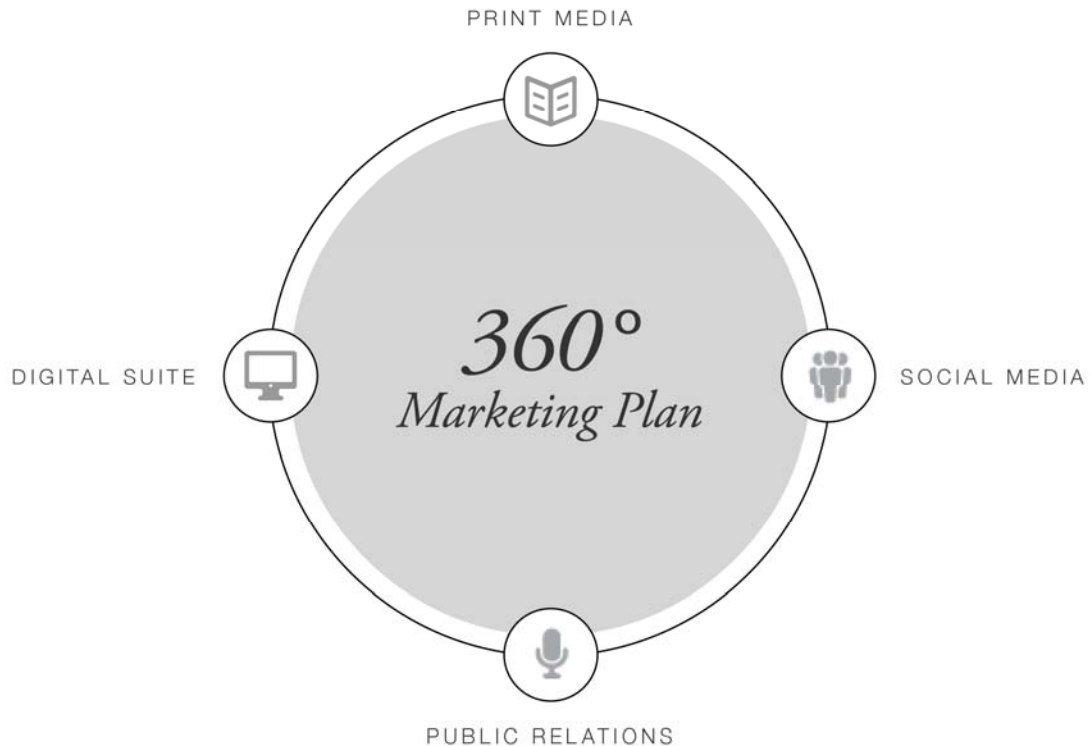 PRINT MEDIA
360°
Marketing Plan
DIGITAL SUITE
SOCIAL MEDIA
PUBLIC RELATIONS